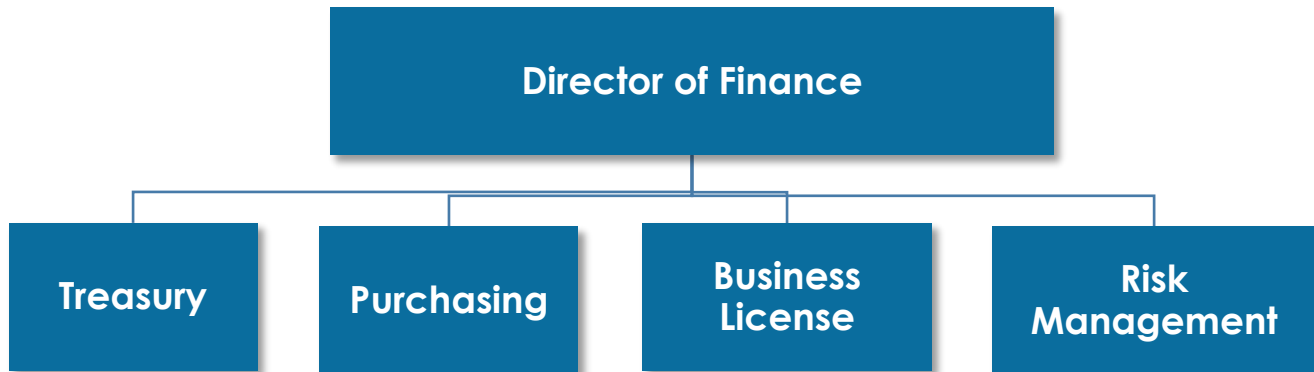 Director of Finance
Treasury
Purchasing
Business
License
Risk
Management